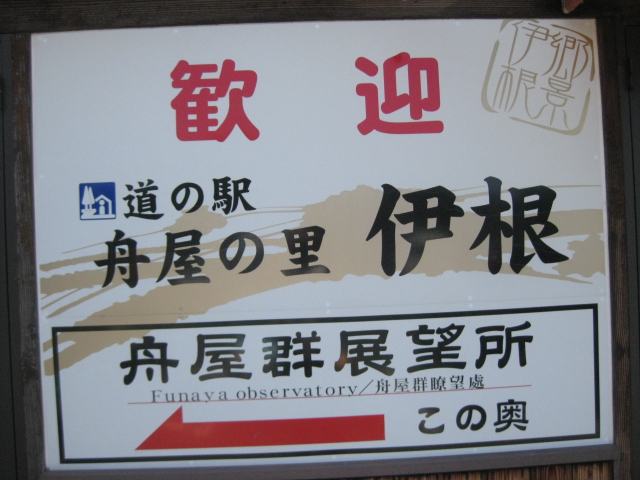 歓迎
伊根
郷景
道の駅
舟屋の里 伊根
舟屋群展望所
Funaya observatory／舟屋群瞭望處
この奥